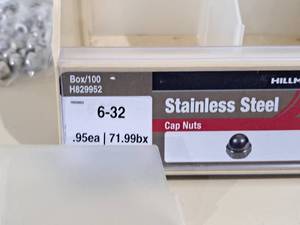 Box/100
H829952
HILLM
6-32
.95ea | 71.99bx
Stainless Steel
Cap Nuts